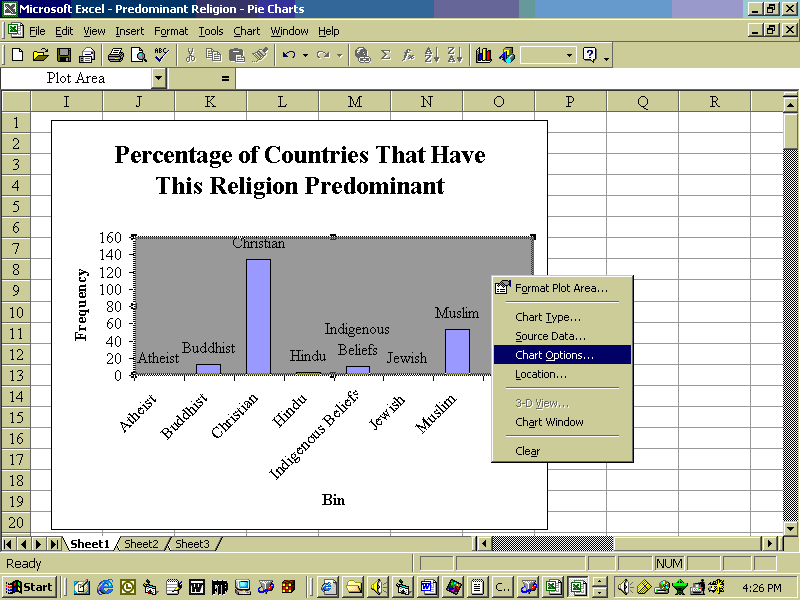 Microsoft Excel - Predominant Religion - Pie Charts
File Edit View Insert Format Tools Chart Window Help
Plot Area =
I J K L M N O P Q R
1
2
3
4
5
6
7
8
9
10
11
12
13
14
15
16
17
18
19
20
Percentage of Countries That Have
This Religion Predominant
Frequency
160
140
120
100
80
60
40
20
0
Christian
Muslim
Indigenous
Beliefs
Buddhist
Atheist
Hindu
Jewish
Atheist
Buddhist
Christian
Hindu
Indigenous Beliefs
Jewish
Muslim
Bin
Format Plot Area...
Chart Type...
Source Data...
Chart Options...
Location...
3-D View...
Chart Window
Clear
Sheet1 Sheet2 Sheet3
Ready
NUM
Start
C...
4:26 PM